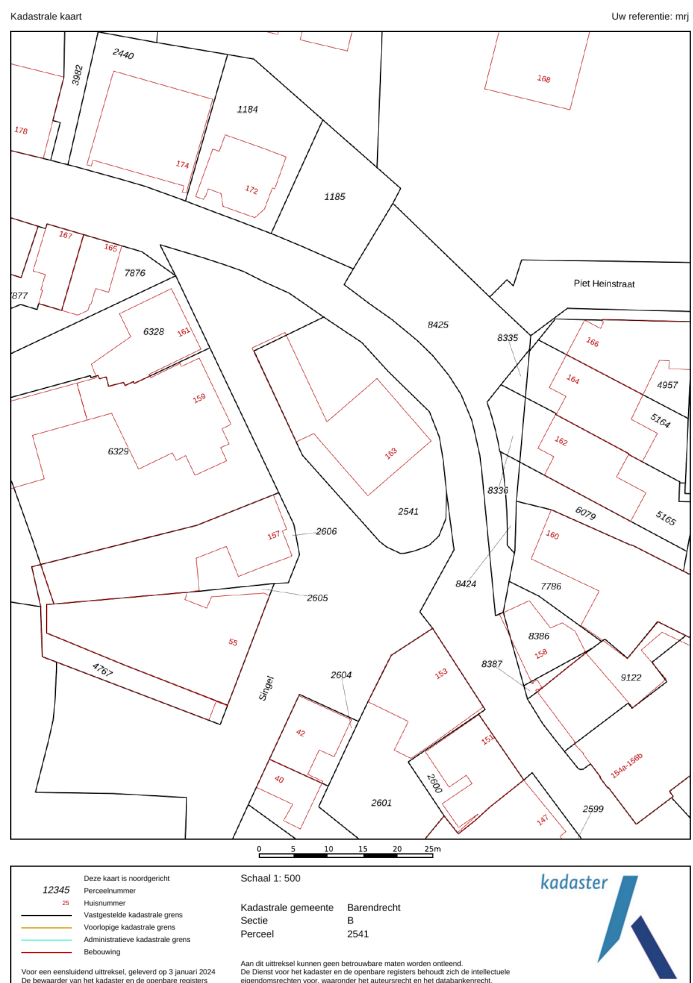 Kadastrale kaart
Uw referentie: mrj
2440
3982
1184
168
178
174
172
1185
167
165
7876
7877
Piet Heinstraat
8425
8335
6328
161
166
164
4957
159
5164
162
6329
163
8336
2541
6079
5165
167
2606
160
8424
7786
2605
8386
55
158
4767
2604
153
8387
9122
Singel
42
151
154a-156b
40
2600
2601
147
2599
0 5 10 15 20 25m
Deze kaart is noordgericht
12345 Perceelnummer
25 Huisnummer
Vastgestelde kadastrale grens
Voorlopige kadastrale grens
Administratieve kadastrale grens
Bebouwing
Voor een eensluidend uittreksel, geleverd op 3 januari 2024
De bewaarder van het kadaster en de openbare registers
Schaal 1: 500
Kadastrale gemeente Barendrecht
Sectie B
Perceel 2541
Aan dit uittreksel kunnen geen betrouwbare maten worden ontleend.
De Dienst voor het kadaster en de openbare registers behoudt zich de intellectuele
eigendomsrechten voor, waaronder het auteursrecht en het databankenrecht.
kadaster